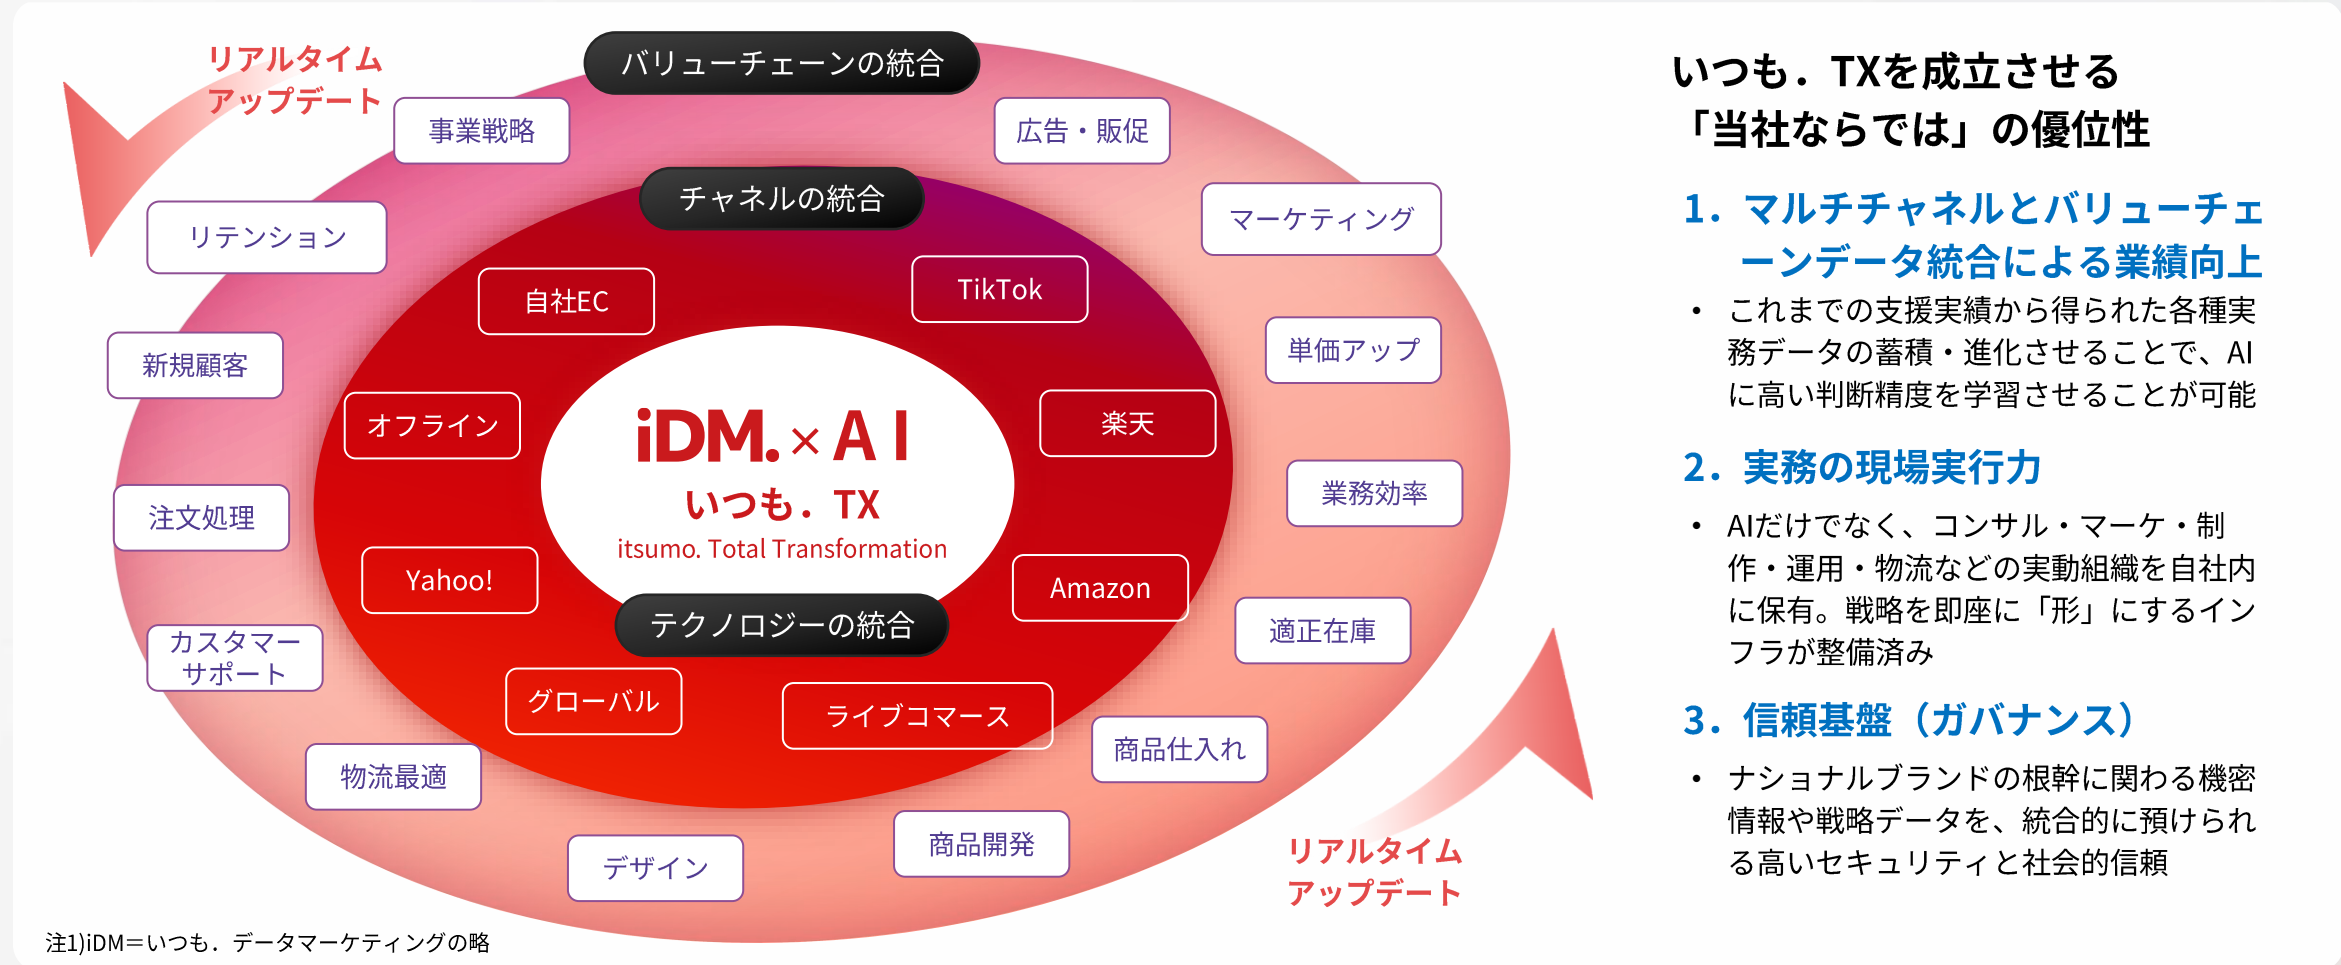 リアルタイム
アップデート
バリューチェーンの統合
事業戦略
広告・販促
チャネルの統合
マーケティング
リテンション
自社EC
TikTok
単価アップ
新規顧客
オフライン
楽天
iDM.×AI
いつも．TX
itsumo. Total Transformation
業務効率
注文処理
Yahoo!
Amazon
テクノロジーの統合
適正在庫
カスタマー
サポート
グローバル
ライブコマース
商品仕入れ
物流最適
商品開発
デザイン
リアルタイム
アップデート
注1)iDM＝いつも．データマーケティングの略
いつも．TXを成立させる
「当社ならでは」の優位性
1．マルチチャネルとバリューチェ
ーンデータ統合による業績向上
• これまでの支援実績から得られた各種実
務データの蓄積・進化させることで、AI
に高い判断精度を学習させることが可能
2．実務の現場実行力
• AIだけでなく、コンサル・マーケ・制
作・運用・物流などの実動組織を自社内
に保有。戦略を即座に「形」にするイン
フラが整備済み
3．信頼基盤（ガバナンス）
• ナショナルブランドの根幹に関わる機密
情報や戦略データを、統合的に預けられ
る高いセキュリティと社会的信頼